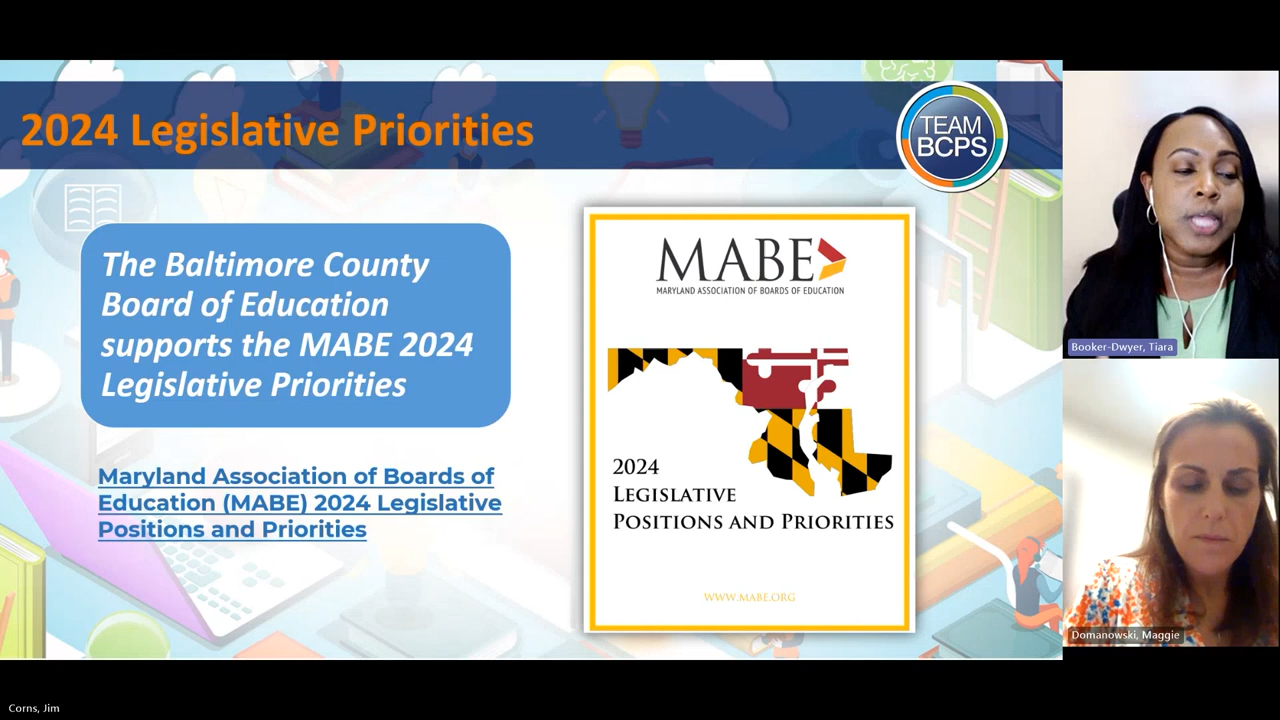 2024 Legislative Priorities
TEAM
BCPS
The Baltimore County
Board of Education
supports the MABE 2024
Legislative Priorities
Maryland Association of Boards of
Education (MABE) 2024 Legislative
Positions and Priorities
MABE
MARYLAND ASSOCIATION OF BOARDS OF EDUCATION
2024
LEGISLATIVE
POSITIONS AND PRIORITIES
WWW.MABE.ORG
Booker-Dwyer, Tiara
Domanowski, Maggie
Corns, Jim